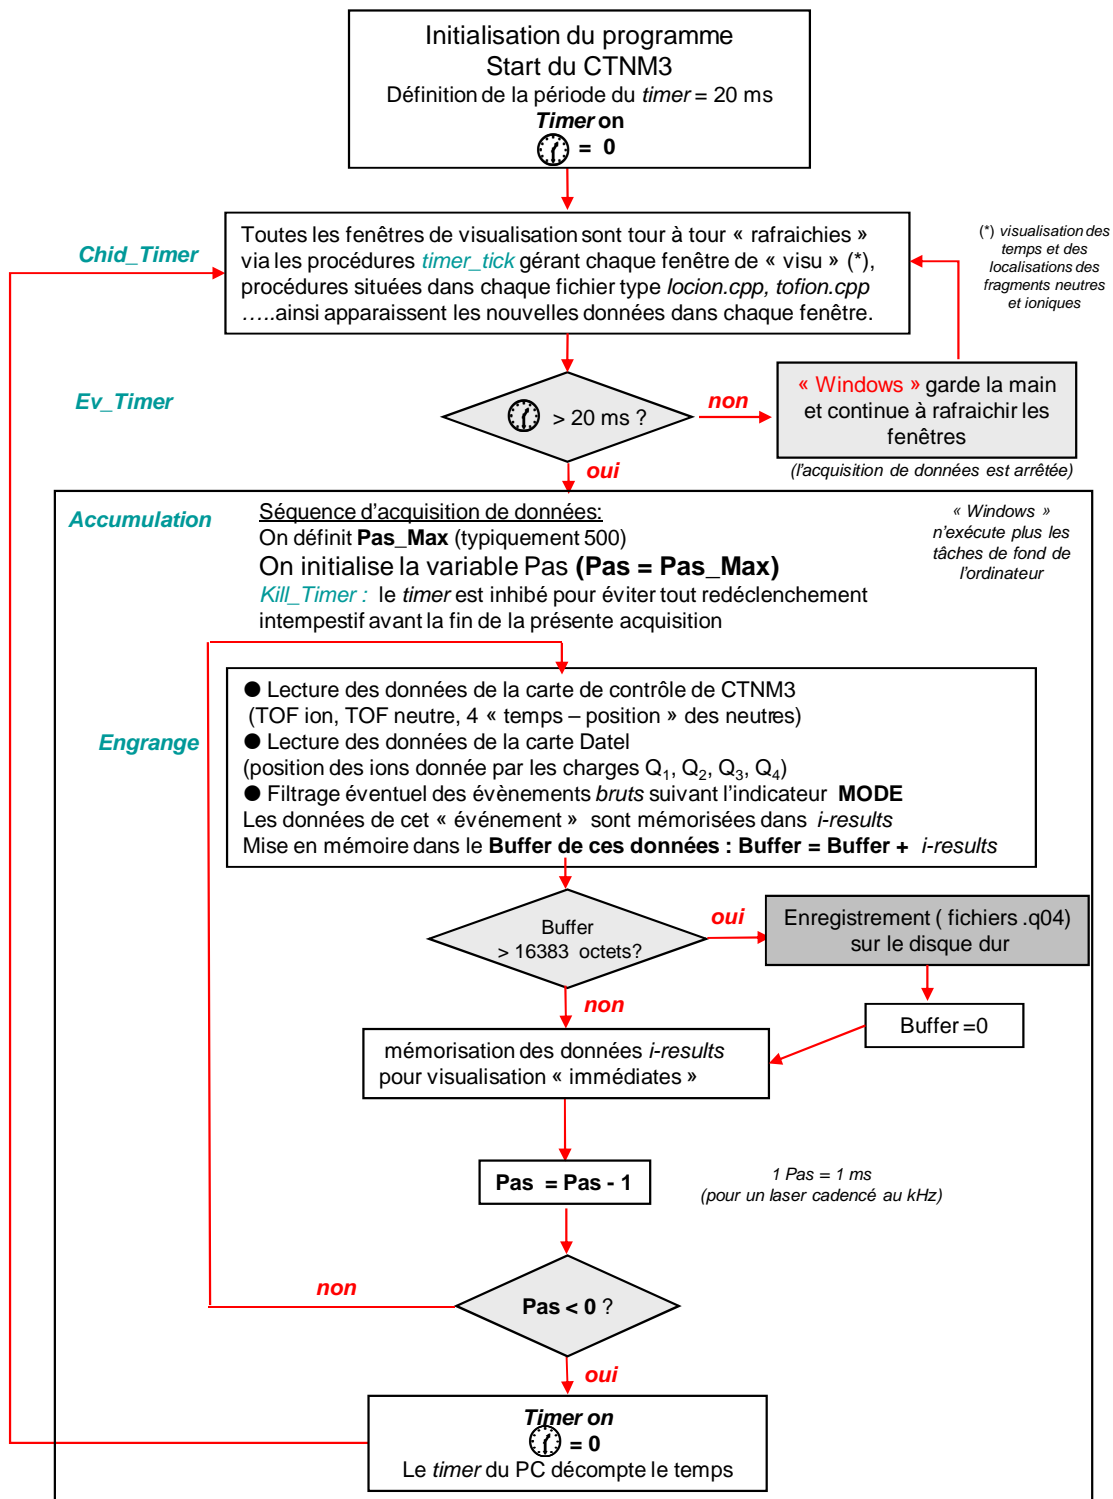 Initialisation du programme
Start du CTNM3
Définition de la période du timer = 20 ms
Timer on
= 0
Chid_Timer
Toutes les fenêtres de visualisation sont tour à tour « rafraichies »
via les procédures timer_tick gérant chaque fenêtre de « visu » (*),
procédures situées dans chaque fichier type locion.cpp, tofion.cpp
…..ainsi apparaissent les nouvelles données dans chaque fenêtre.
(*) visualisation des
temps et des
localisations des
fragments neutres
et ioniques
Ev_Timer
> 20 ms ?
non
« Windows » garde la main
et continue à rafraichir les
fenêtres
(l'acquisition de données est arrêtée)
oui
Accumulation
Séquence d'acquisition de données:
On définit Pas_Max (typiquement 500)
On initialise la variable Pas (Pas = Pas_Max)
Kill_Timer : le timer est inhibé pour éviter tout redéclenchement
intempestif avant la fin de la présente acquisition
« Windows »
n'exécute plus les
tâches de fond de
l'ordinateur
Engrange
● Lecture des données de la carte de contrôle de CTNM3
(TOF ion, TOF neutre, 4 « temps – position » des neutres)
● Lecture des données de la carte Datel
(position des ions donnée par les charges Q1, Q2, Q3, Q4)
● Filtrage éventuel des évènements bruts suivant l'indicateur MODE
Les données de cet « événement » sont mémorisées dans i-results
Mise en mémoire dans le Buffer de ces données : Buffer = Buffer + i-results
Buffer
> 16383 octets?
oui
Enregistrement ( fichiers .q04)
sur le disque dur
non
Buffer =0
mémorisation des données i-results
pour visualisation « immédiates »
Pas = Pas - 1
1 Pas = 1 ms
(pour un laser cadencé au kHz)
non
Pas < 0 ?
oui
Timer on
= 0
Le timer du PC décompte le temps